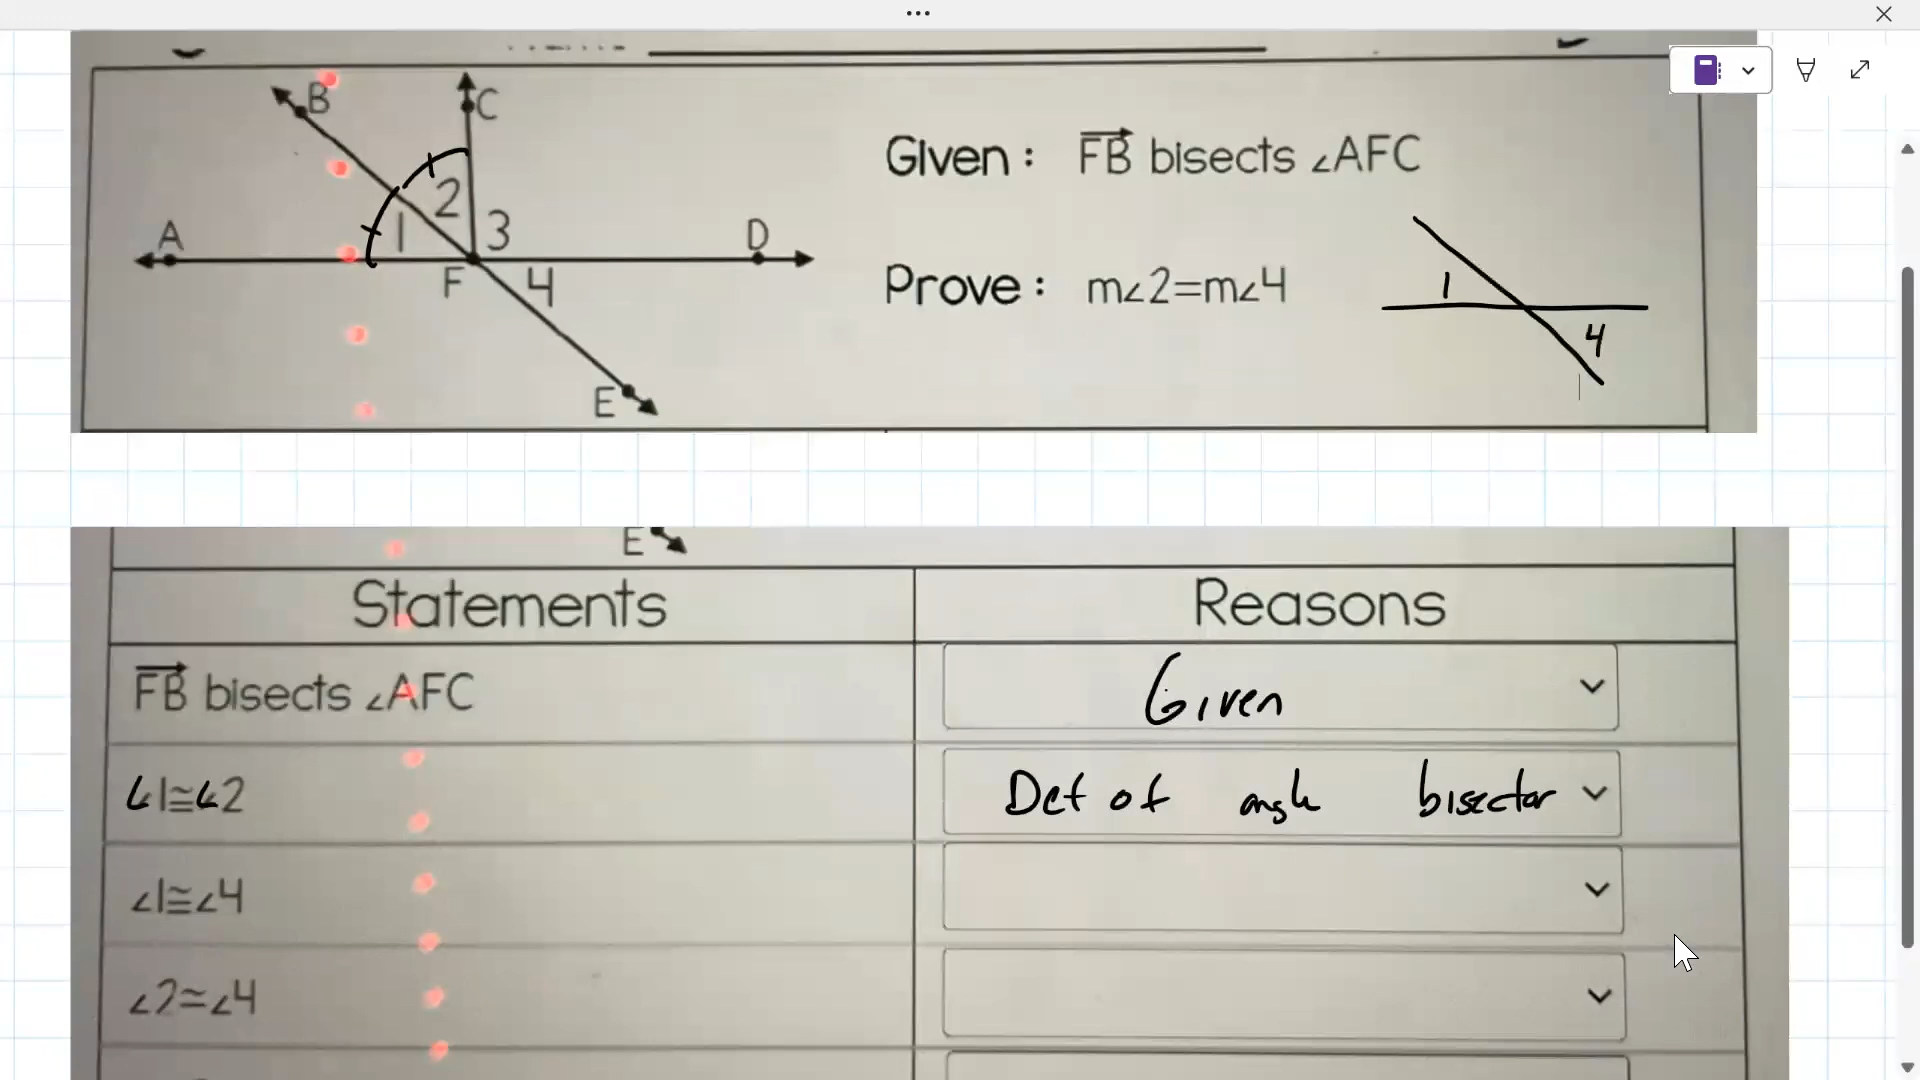 B
C
2
A
1
3
D
F
4
E
Given: FB bisects ∠AFC
Prove: m∠2=m∠4
1
4
E
Statements
Reasons
FB bisects ∠AFC
Given
∠1≅∠2
Def of angle bisector
∠1≅∠4
∠2≅∠4